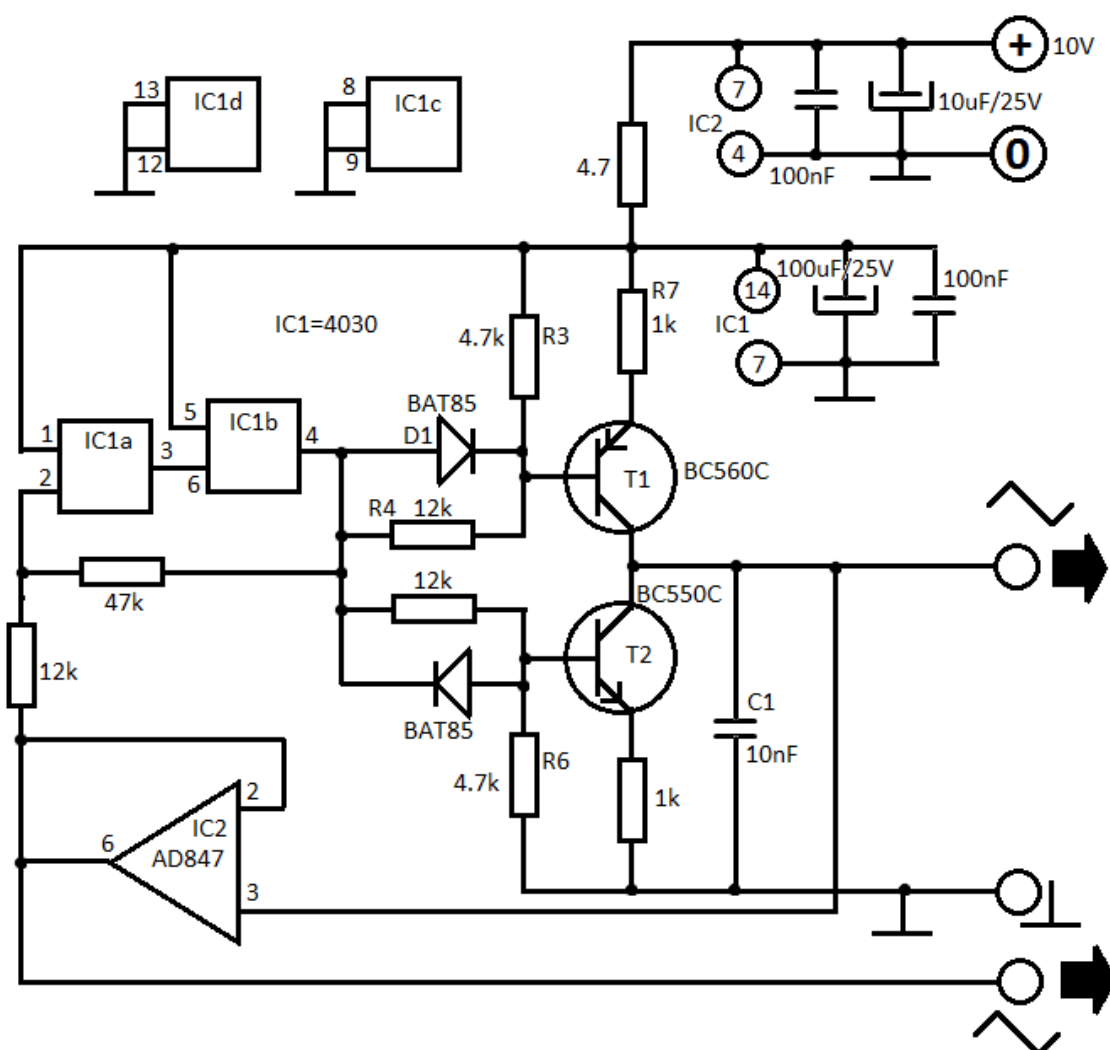 + 10V
13 IC1d
12
8 IC1c
9
7
IC2
4
100nF
10uF/25V
0
4.7
IC1=4030
4.7k R3
R7
1k
100uF/25V
14
100nF
IC1
7
1 IC1a 3
2
5 IC1b 4
6
BAT85
D1
T1 BC560C
R4 12k
47k
12k
BC550C
T2
12k
BAT85
C1
10nF
4.7k R6
1k
2
IC2
6 AD847
3